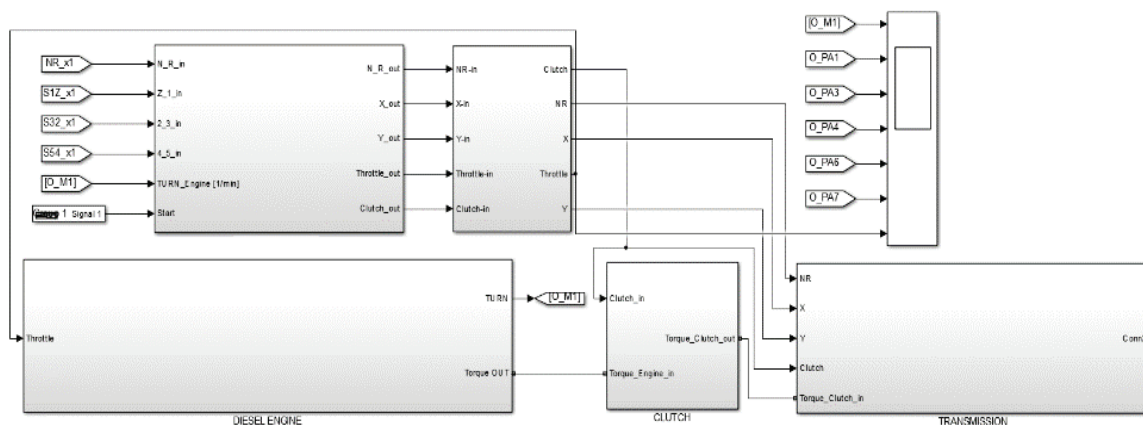 [O_M1]
O_PA1
O_PA3
O_PA4
O_PA6
O_PA7
NR_x1
S1Z_x1
S32_x1
S54_x1
[O_M1]
1 Signal 1
N_R_in
Z_1_in
2_3_in
4_5_in
TURN_Engine [1/min]
Start
N_R_out
X_out
Y_out
Throttle_out
Clutch_out
NR-in
X-in
Y-in
Throttle-in
Clutch-in
Clutch
NR
X
Throttle
Y
Throttle
TURN
Torque OUT
[O_M1]
DIESEL ENGINE
Clutch_in
Torque_Clutch_out
Torque_Engine_in
CLUTCH
NR
X
Y
Clutch
Torque_Clutch_in
TRANSMISSION